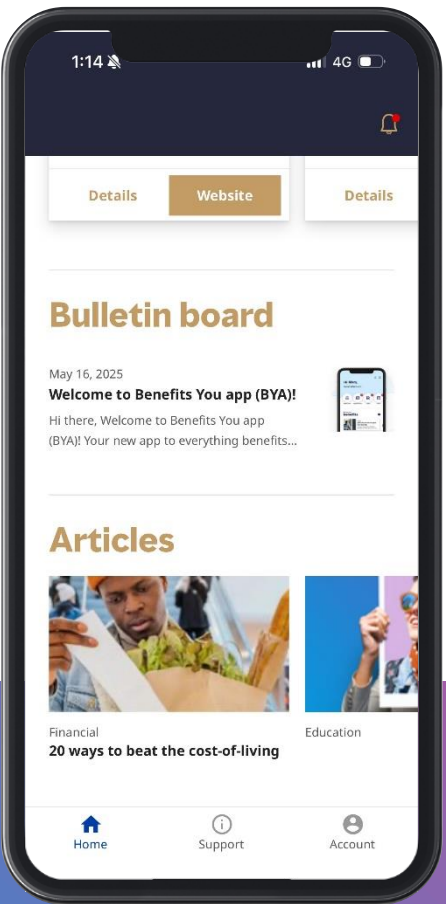 1:14
4G
Details
Website
Details
Bulletin board
May 16, 2025
Welcome to Benefits You app (BYA)!
Hi there, Welcome to Benefits You app
(BYA)! Your new app to everything benefits...
Articles
Financial
20 ways to beat the cost-of-living
Education
Home
Support
Account